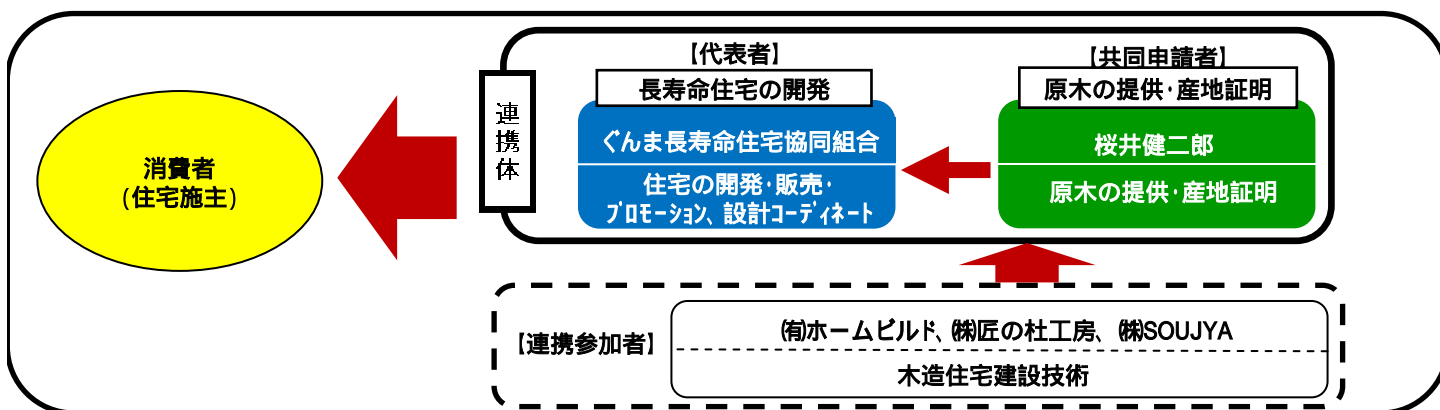 消費者
(住宅施主)
連携体
【代表者】
長寿命住宅の開発
ぐんま長寿命住宅協同組合
住宅の開発・販売・
プロモーション、設計コーディネート
【共同申請者】
原木の提供・産地証明
桜井健二郎
原木の提供・産地証明
【連携参加者】
㈲ホームビルド、㈱匠の杜工房、㈱SOUJYA
木造住宅建設技術